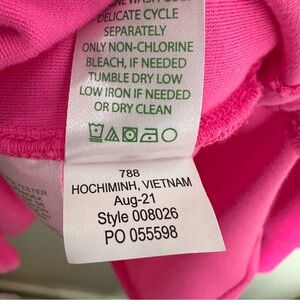 DELICATE CYCLE
SEPARATELY
ONLY NON-CHLORINE
BLEACH, IF NEEDED
TUMBLE DRY LOW
LOW IRON IF NEEDED
OR DRY CLEAN
788
HOCHIMINH, VIETNAM
Aug-21
Style 008026
PO 055598